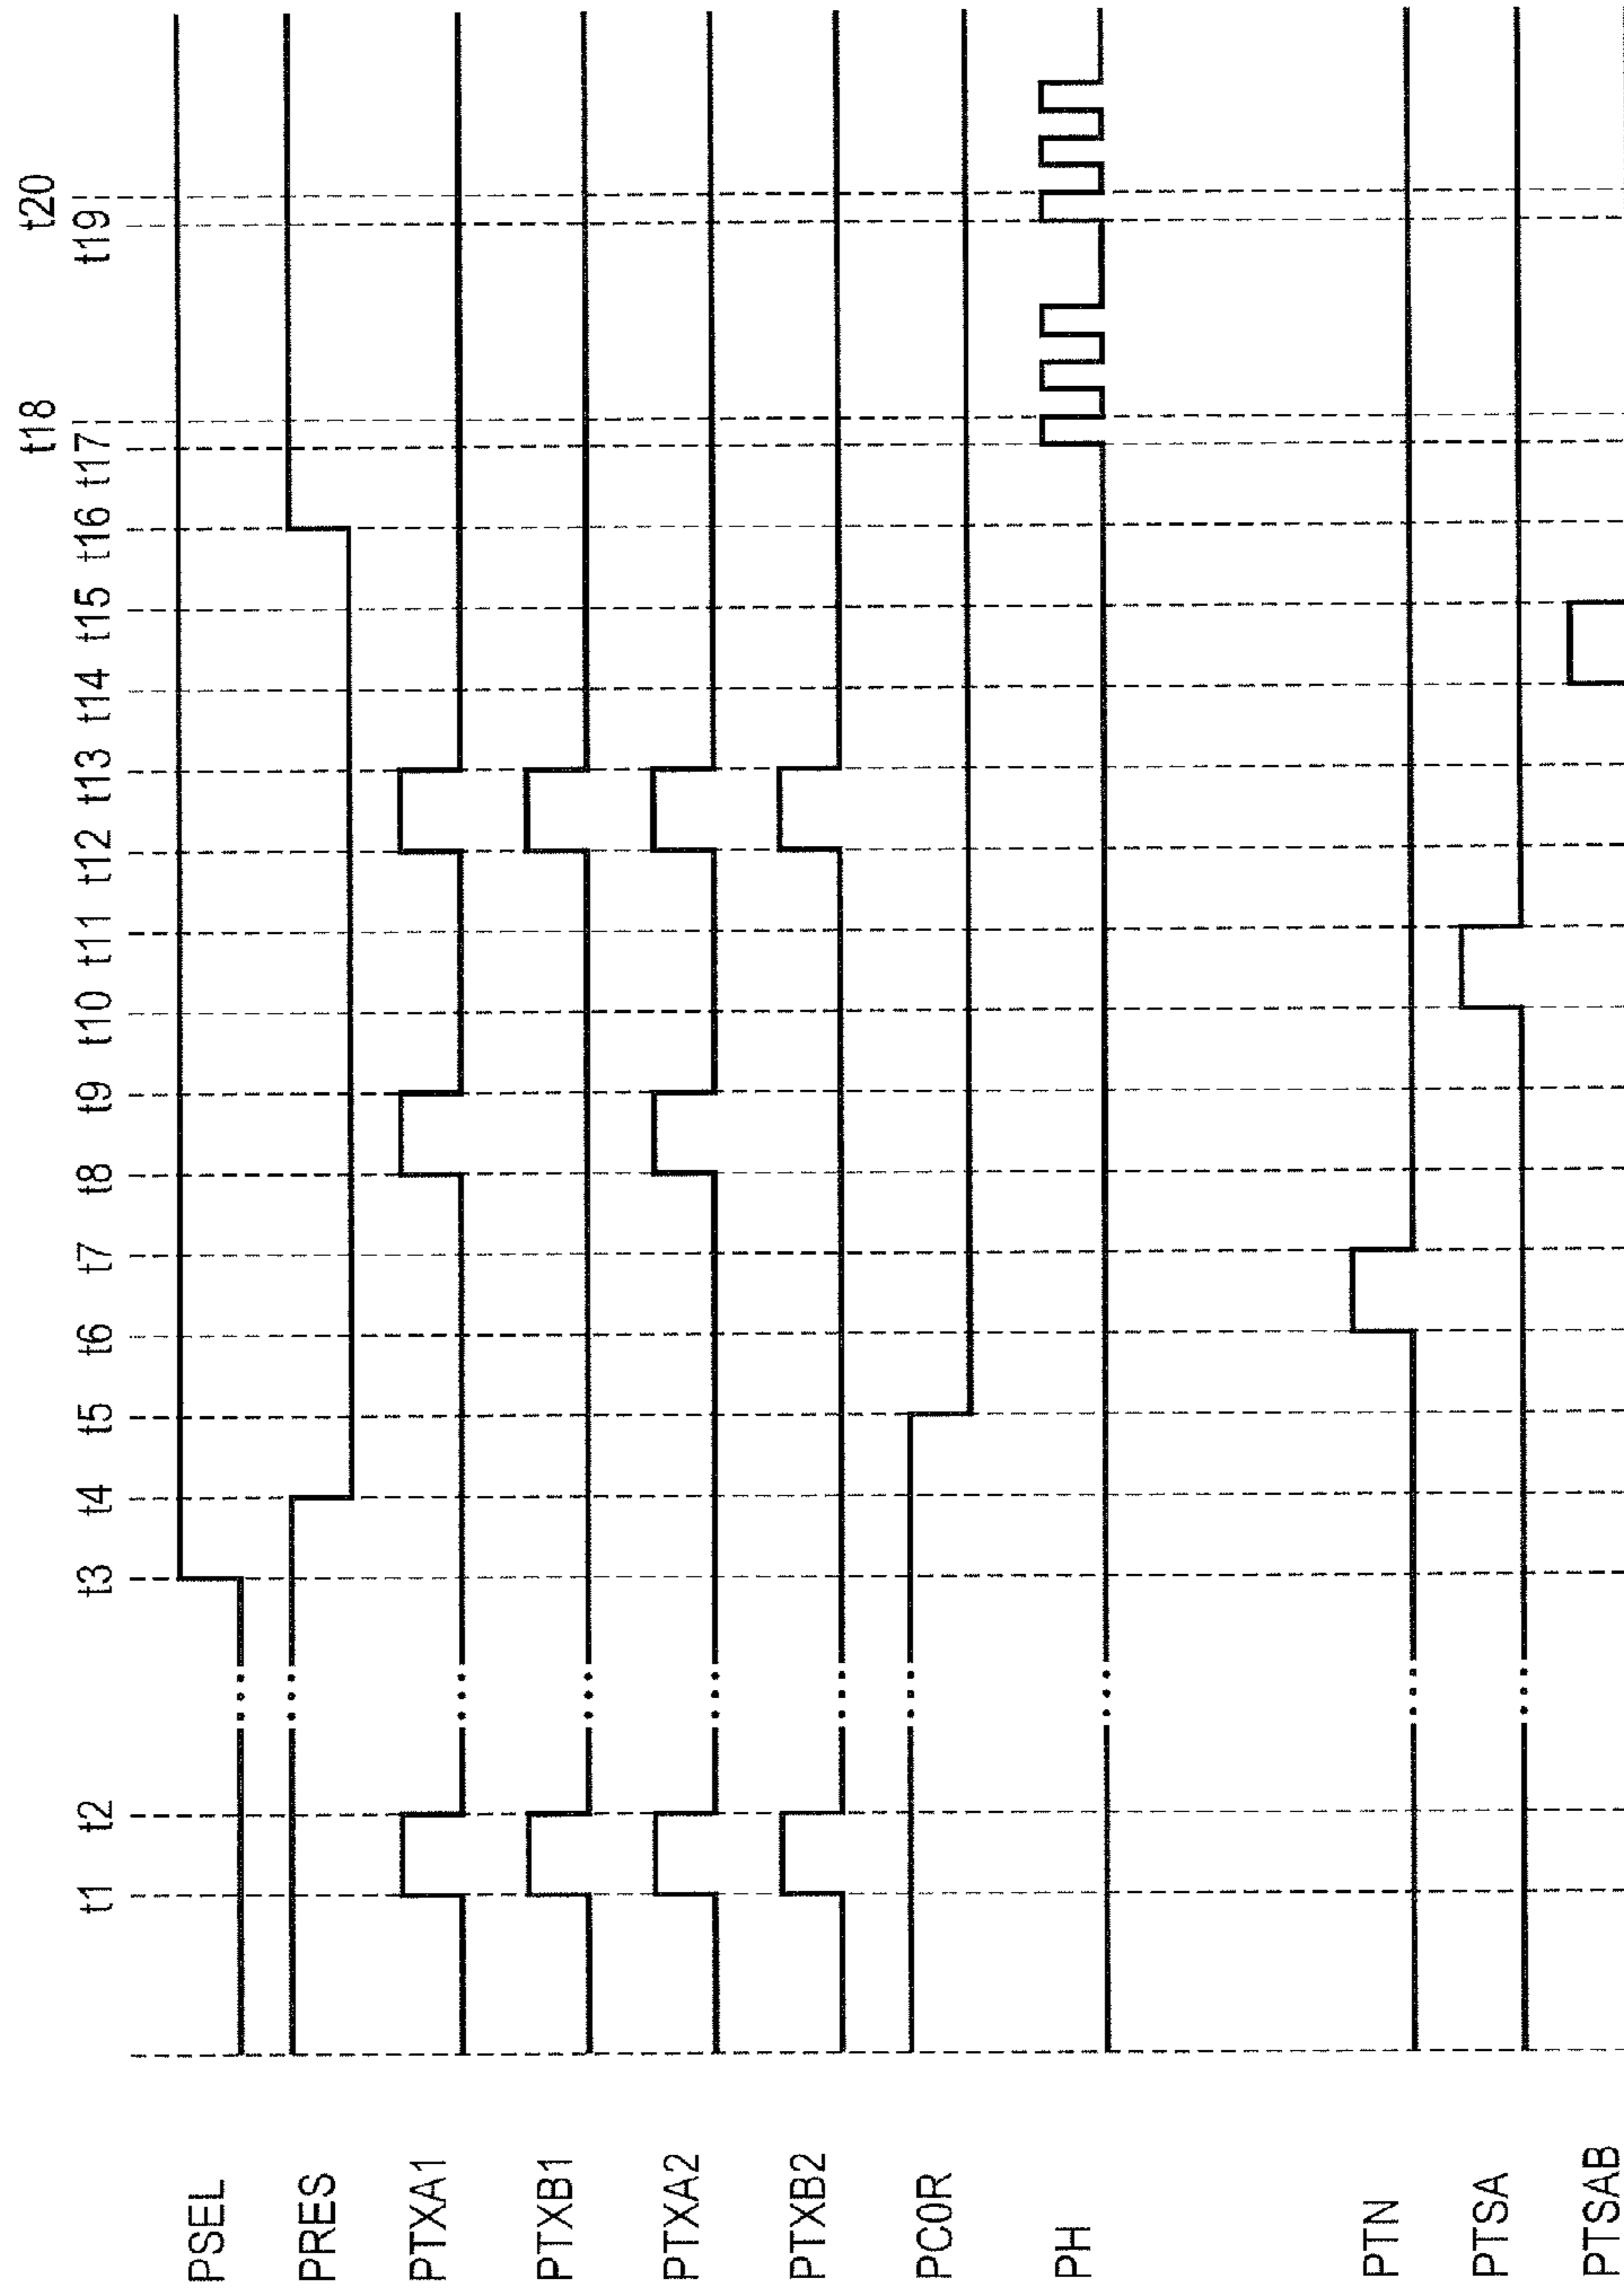 t1
t2
t3
t4
t5
t6
t7
t8
t9
t10
t11
t12
t13
t14
t15
t16
t17
t18
t19
t20
PSEL
PRES
PTXA1
PTXB1
PTXA2
PTXB2
PC0R
PH
PTN
PTSA
PTSAB